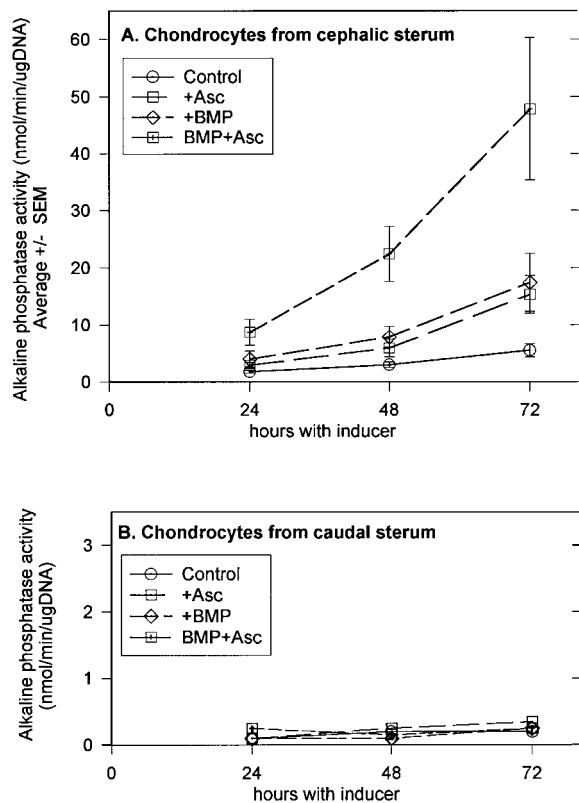 A. Chondrocytes from cephalic sterum
Control
+Asc
+BMP
BMP+Asc
Alkaline phosphatase activity (nmol/min/ugDNA)
Average +/- SEM
60
50
40
30
20
10
0
0
24
48
72
hours with inducer
B. Chondrocytes from caudal sterum
Control
+Asc
+BMP
BMP+Asc
Alkaline phosphatase activity
(nmol/min/ugDNA)
3
2
1
0
0
24
48
72
hours with inducer